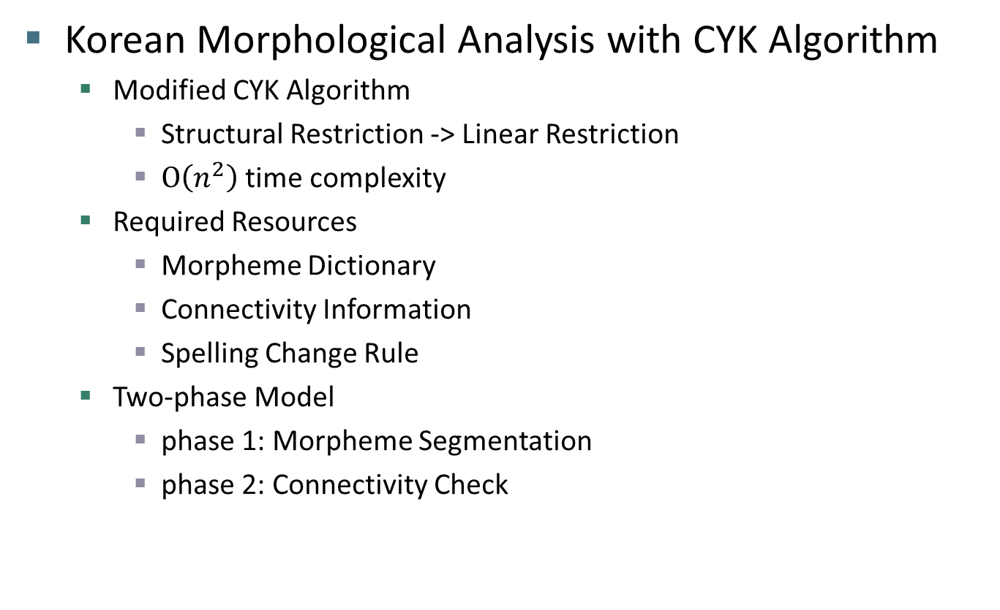 Korean Morphological Analysis with CYK Algorithm
Modified CYK Algorithm
Structural Restriction -> Linear Restriction
O(n²) time complexity
Required Resources
Morpheme Dictionary
Connectivity Information
Spelling Change Rule
Two-phase Model
phase 1: Morpheme Segmentation
phase 2: Connectivity Check